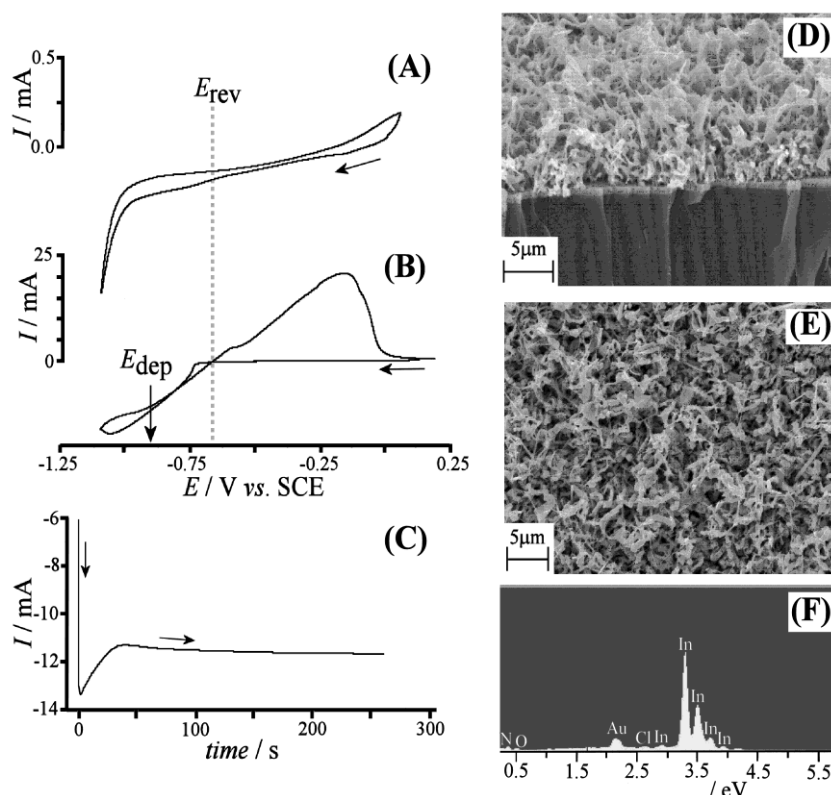 (A)
0.5
0.0
I / mA
E_rev
(B)
25
0
I / mA
E_dep
-1.25
-0.75
-0.25
0.25
E / V vs. SCE
(C)
-6
-8
-10
-12
-14
I / mA
0
100
200
300
time / s
(D)
5μm
(E)
5μm
(F)
In
In
In
In
Au
Cl In
N O
0.5
1.5
2.5
3.5
4.5
5.5
/ eV